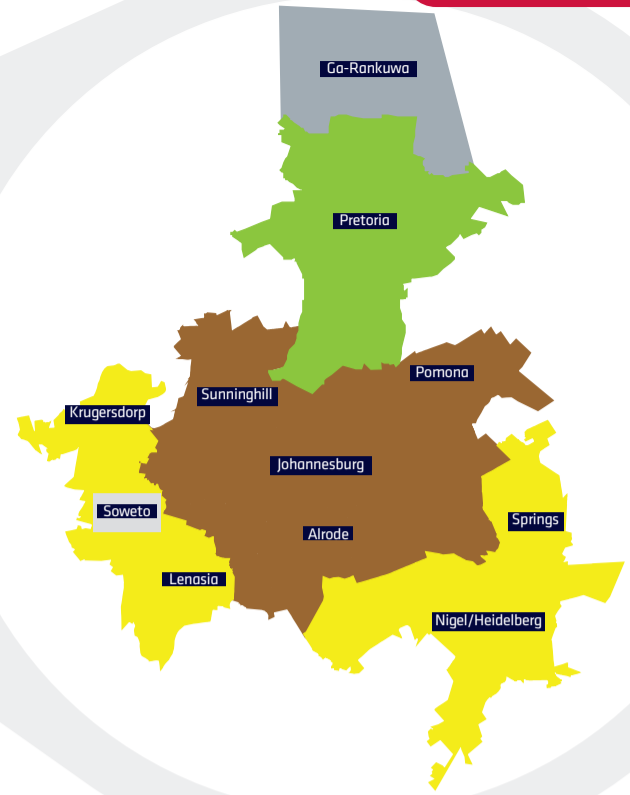 Ga-Rankuwa
Pretoria
Pomona
Sunninghill
Krugersdorp
Johannesburg
Soweto
Springs
Alrode
Lenasia
Nigel/Heidelberg